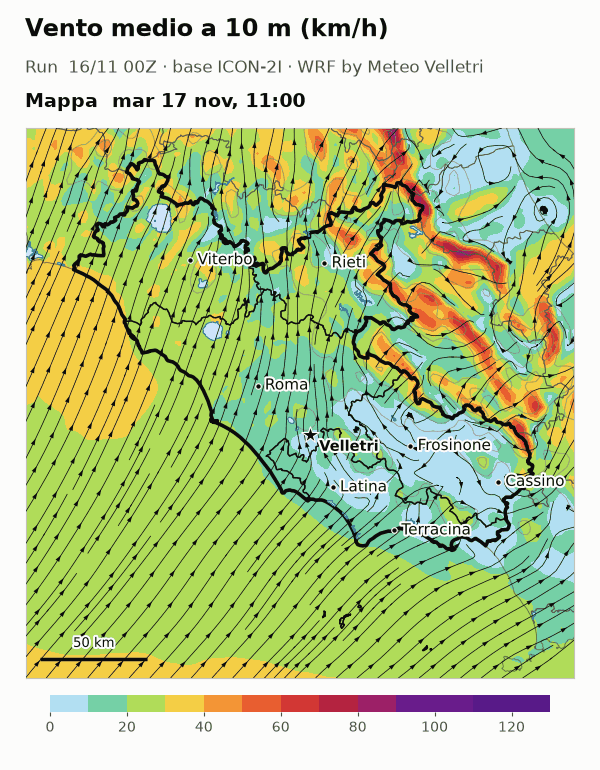 Vento medio a 10 m (km/h)
Run  16/11 00Z · base ICON-2I · WRF by Meteo Velletri
Mappa  mar 17 nov, 11:00
Viterbo
Rieti
Roma
Velletri
Frosinone
Cassino
Latina
Terracina
50 km
0 20 40 60 80 100 120